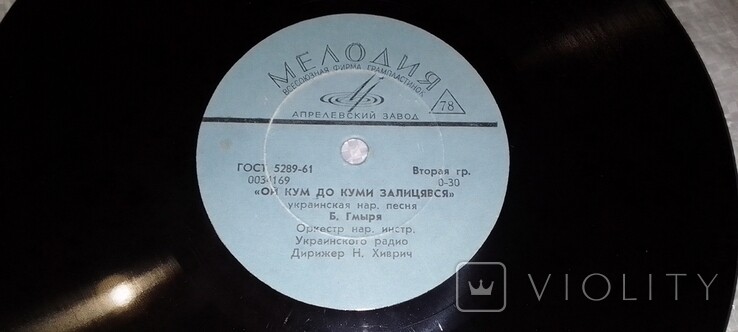 МЕЛОДИЯ
ВСЕСОЮЗНАЯ ФИРМА ГРАМПЛАСТИНОК
78
АПРЕЛЕВСКИЙ ЗАВОД
ГОСТ 5289-61 Вторая гр.
0034169 0-30
«ОЙ КУМ ДО КУМИ ЗАЛИЦЯВСЯ»
украинская нар. песня
Б. Гмыря
Оркестр нар. инстр.
Украинского радио
Дирижер Н. Хиврич
VIOLITY